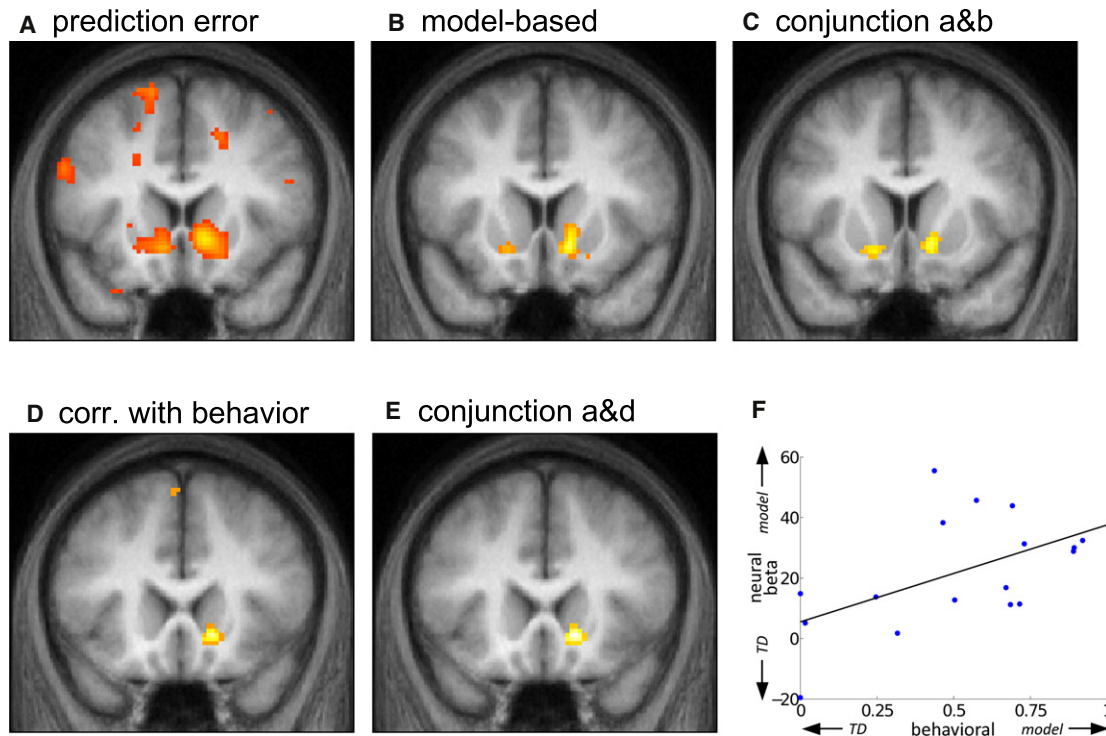 A prediction error
B model-based
C conjunction a&b
D corr. with behavior
E conjunction a&d
F
60
40
20
0
−20
model
neural
beta
TD
0
0.25
0.5
0.75
1
TD
behavioral
model